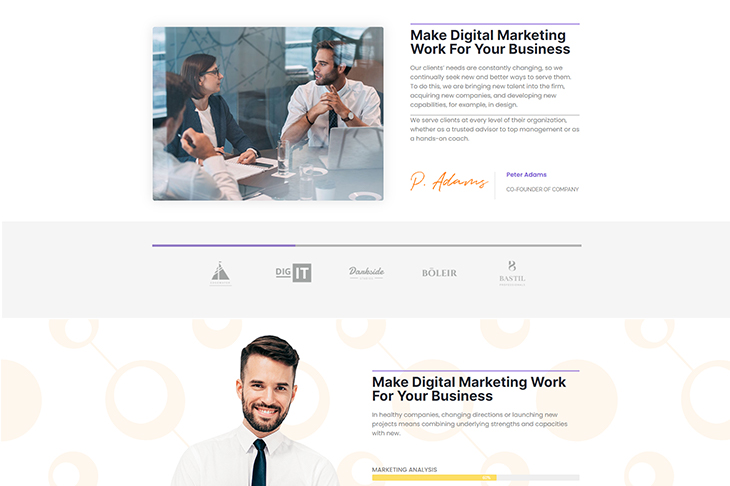 Make Digital Marketing
Work For Your Business
Our clients' needs are constantly changing, so we
continually seek new and better ways to serve them.
To do this, we are bringing new talent into the firm,
acquiring new companies, and developing new
capabilities, for example, in design.
We serve clients at every level of their organization,
whether as a trusted advisor to top management or as
a hands-on coach.
P. Adams
Peter Adams
CO-FOUNDER OF COMPANY
DIG IT
Darkside
BÖLEIR
BASTIL
Make Digital Marketing Work
For Your Business
In healthy companies, changing directions or launching new
projects means combining underlying strengths and capacities
with new.
MARKETING ANALYSIS